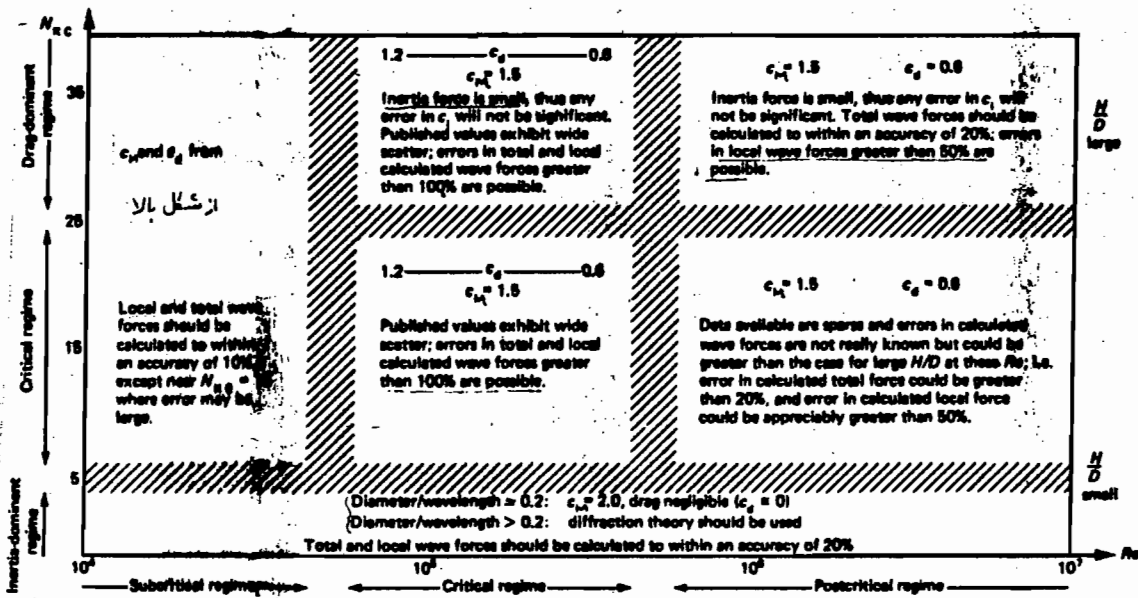 N_KC
Drag-dominant
regime
Critical regime
Inertia-dominant
regime
35
25
15
5
c_M and c_d from
از شکل بالا
Local and total wave
forces should be
calculated to within
an accuracy of 10%
except near
where error may be
large.
1.2 c_d 0.6
c_M = 1.5
Inertia force is small, thus any
error in c_i will not be significant.
Published values exhibit wide
scatter; errors in total and local
calculated wave forces greater
than 100% are possible.
c_M = 1.5 c_d = 0.6
Inertia force is small, thus any error in c_i will
not be significant. Total wave forces should be
calculated to within an accuracy of 20%; errors
in local wave forces greater than 50% are
possible.
H/D
large
1.2 c_d 0.6
c_M = 1.5
Published values exhibit wide
scatter; errors in total and local
calculated wave forces greater
than 100% are possible.
c_M = 1.5 c_d = 0.6
Data available are sparse and errors in calculated
wave forces are not really known but could be
greater than the case for large H/D at these Re; i.e.
error in calculated total force could be greater
than 20%, and error in calculated local force
could be appreciably greater than 50%.
H/D
small
Diameter/wavelength = 0.2: c_M = 2.0, drag negligible (c_d = 0)
Diameter/wavelength > 0.2: diffraction theory should be used
Total and local wave forces should be calculated to within an accuracy of 20%
10⁴ 10⁵ 10⁶ 10⁷ Re
Subcritical regime Critical regime Postcritical regime